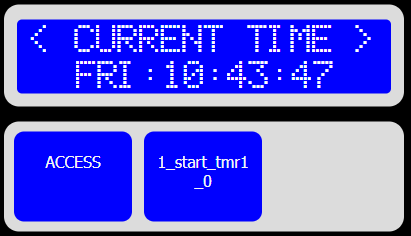 < CURRENT TIME >
FRI:10:43:47
ACCESS
1_start_tmr1
_0